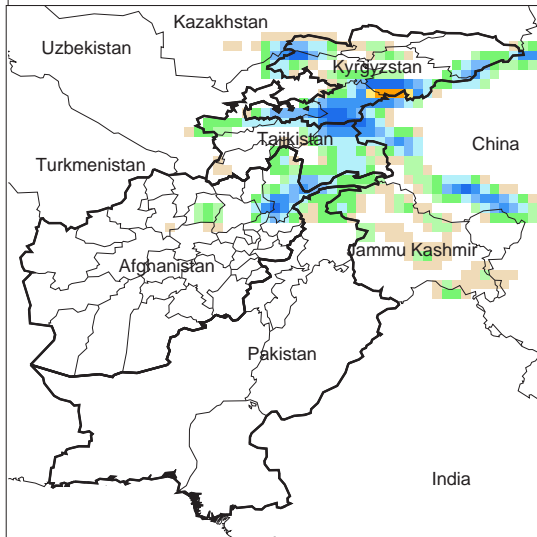 Kazakhstan
Uzbekistan
Kyrgyzstan
Tajikistan
China
Turkmenistan
Jammu Kashmir
Afghanistan
Pakistan
India